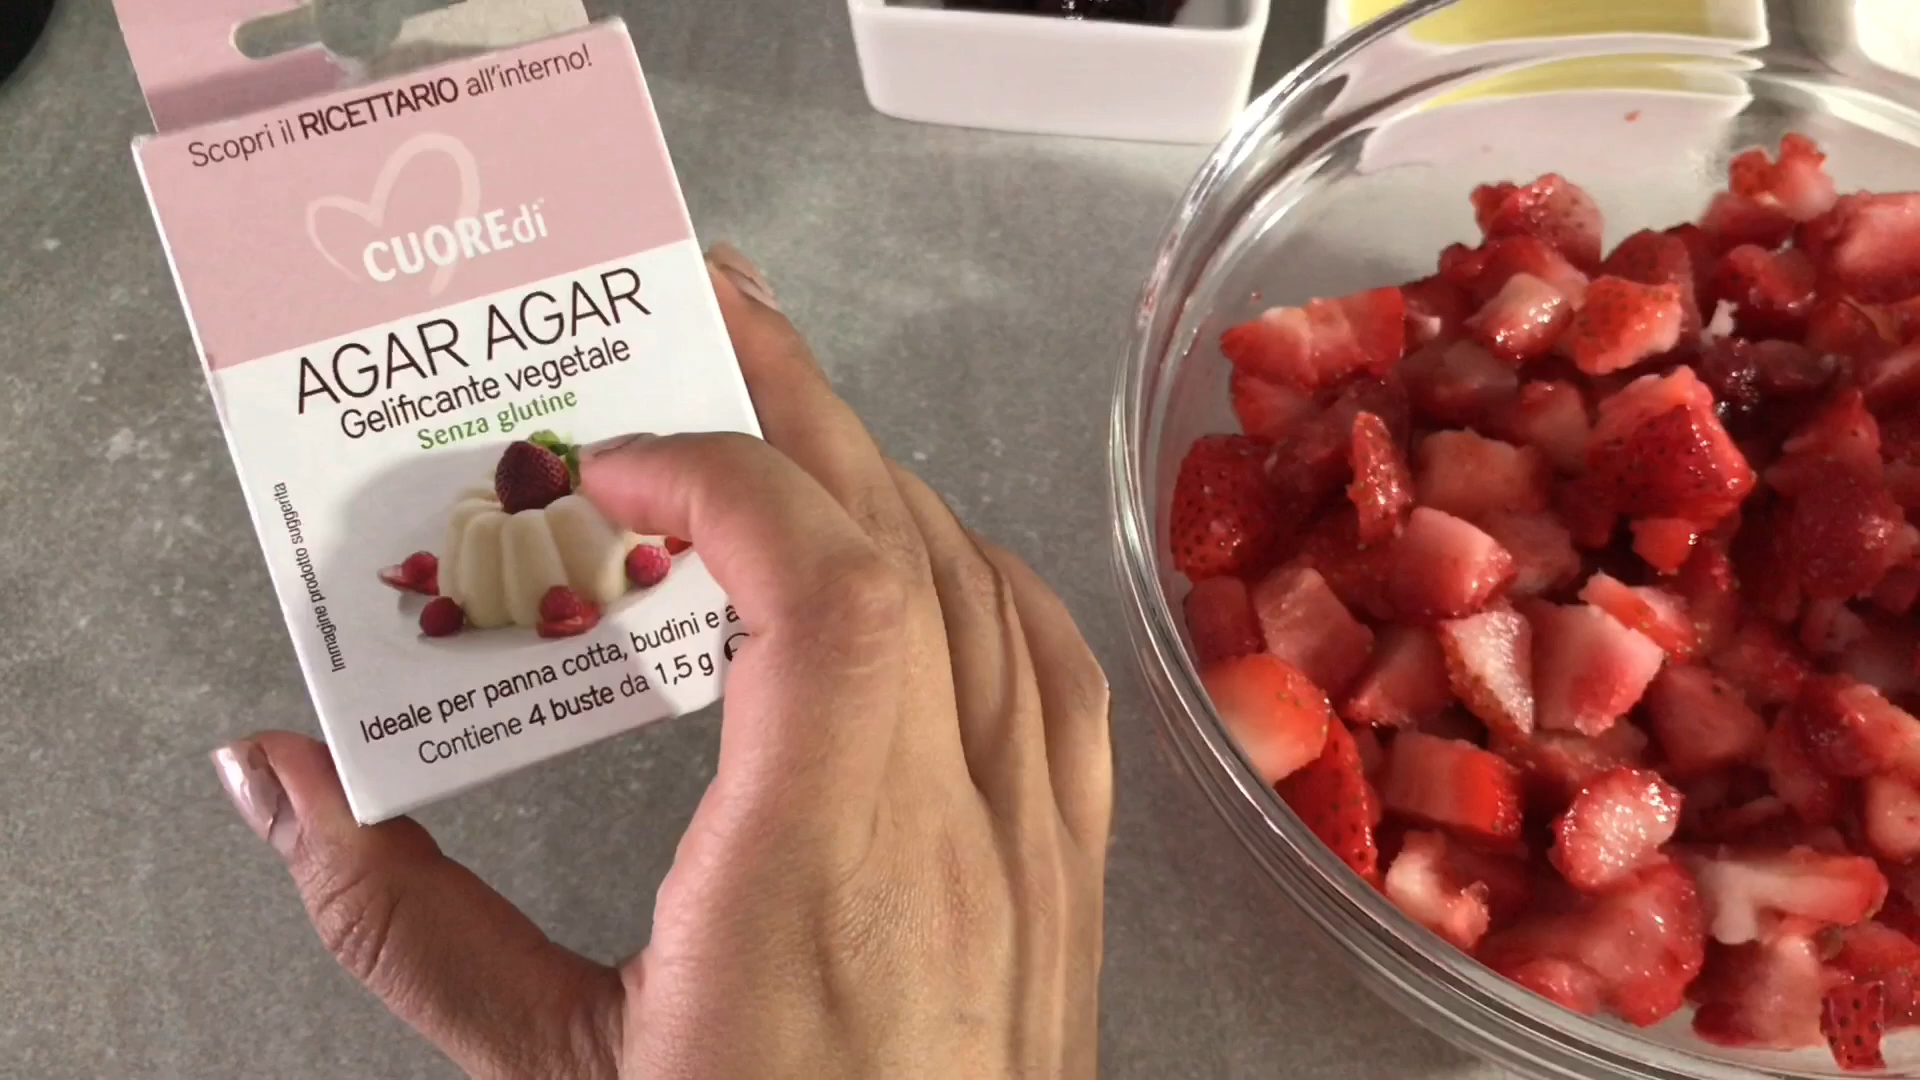 Scopri il RICETTARIO all'interno!
CUOREdi
AGAR AGAR
Gelificante vegetale
Senza glutine
Immagine prodotto suggerita
Ideale per panna cotta, budini e
Contiene 4 buste da 1,5 g